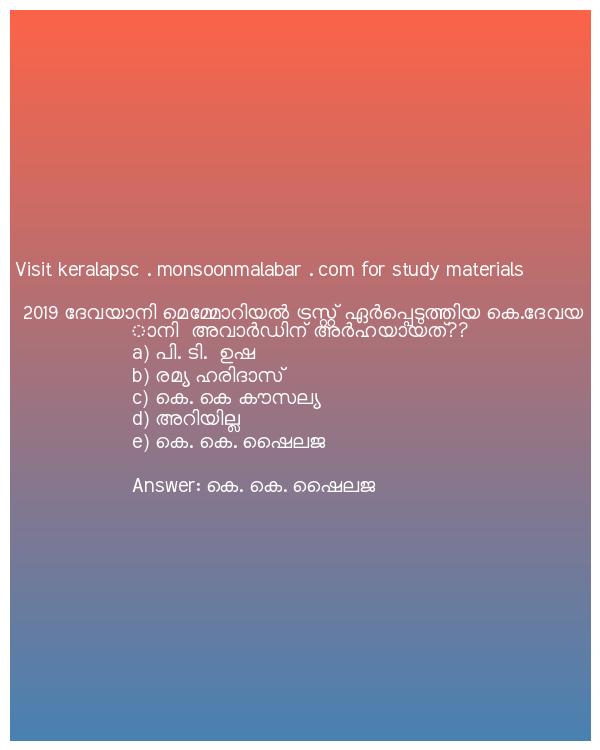 Visit keralapsc . monsoonmalabar . com for study materials
2019 ദേവയാനി മെമ്മോറിയൽ ട്രസ്റ്റ് ഏർപ്പെടുത്തിയ കെ.ദേവയ
ാനി അവാർഡിന് അർഹയായത്??
a) പി. ടി. ഉഷ
b) രമ്യ ഹരിദാസ്
c) കെ. കെ കൗസല്യ
d) അറിയില്ല
e) കെ. കെ. ഷൈലജ
Answer: കെ. കെ. ഷൈലജ